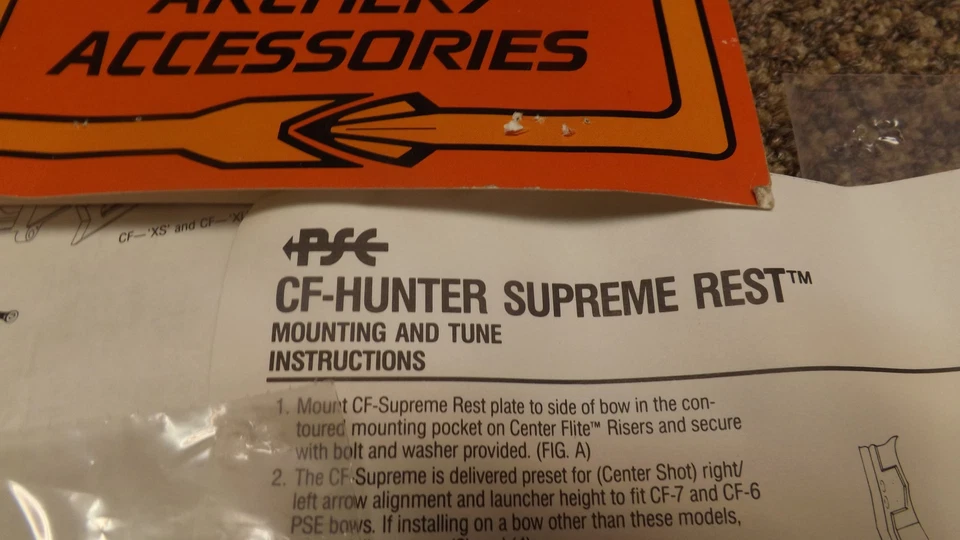 ARCHERY
ACCESSORIES
CF—'XS' and CF—
PSE
CF-HUNTER SUPREME REST™
MOUNTING AND TUNE
INSTRUCTIONS
1. Mount CF-Supreme Rest plate to side of bow in the con-
toured mounting pocket on Center Flite™ Risers and secure
with bolt and washer provided. (FIG. A)
2. The CF-Supreme is delivered preset for (Center Shot) right/
left arrow alignment and launcher height to fit CF-7 and CF-6
PSE bows. If installing on a bow other than these models,